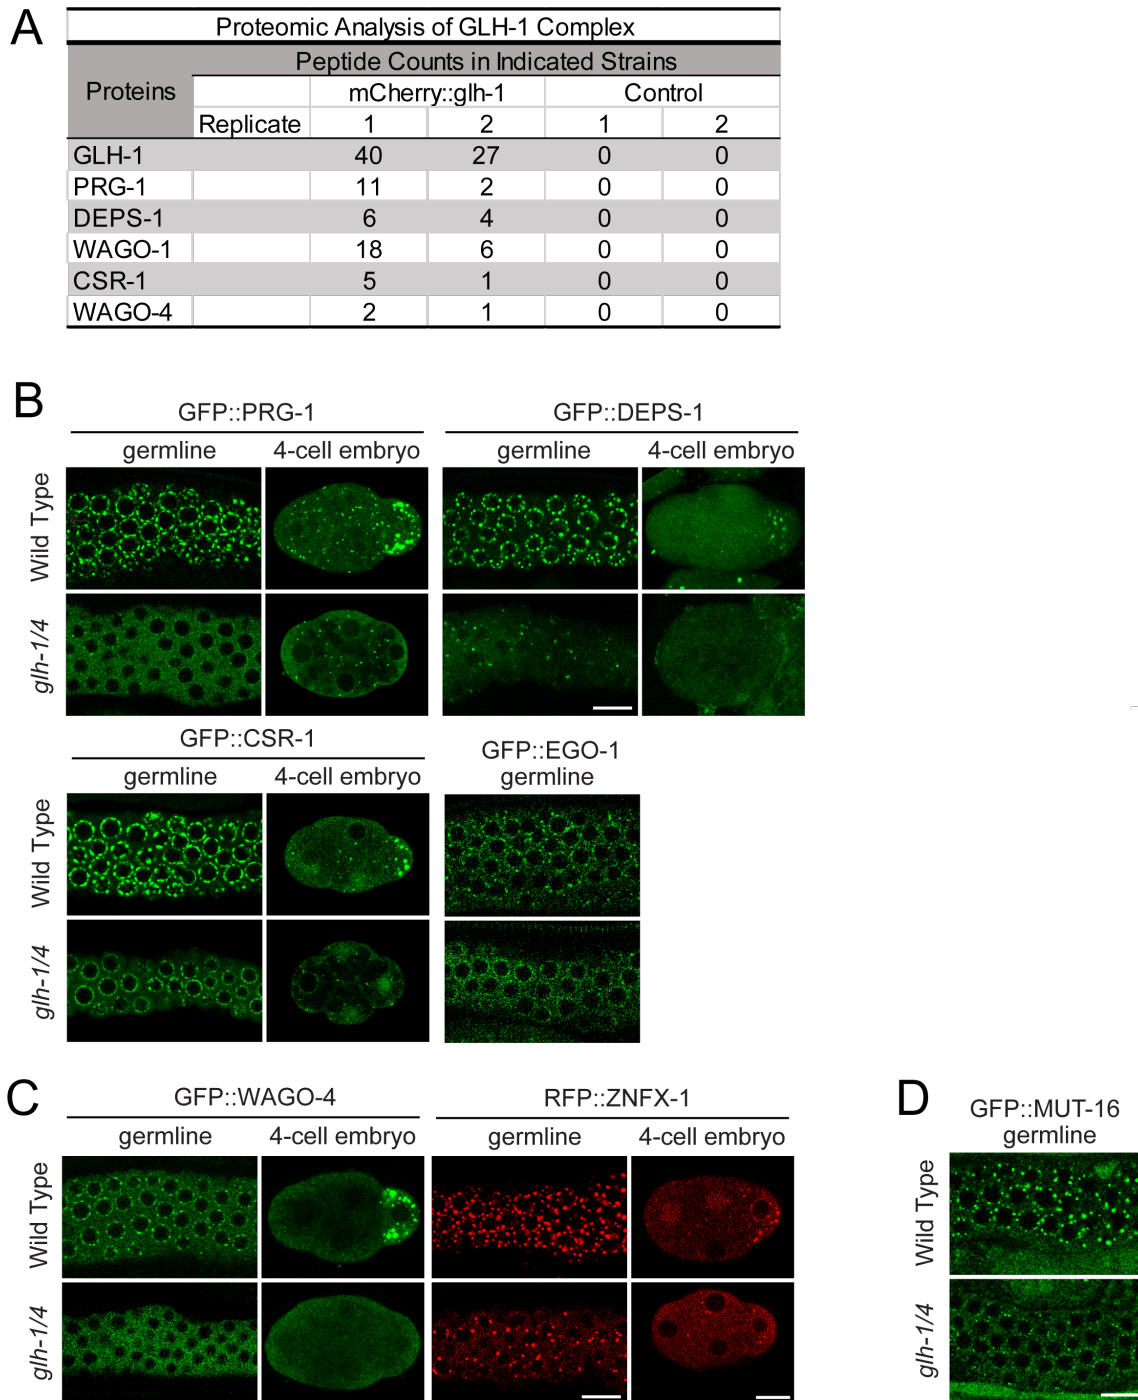 A
Proteomic Analysis of GLH-1 Complex
Proteins
Peptide Counts in Indicated Strains
mCherry::glh-1 Control
Replicate 1 2 1 2
GLH-1 40 27 0 0
PRG-1 11 2 0 0
DEPS-1 6 4 0 0
WAGO-1 18 6 0 0
CSR-1 5 1 0 0
WAGO-4 2 1 0 0
B
GFP::PRG-1 GFP::DEPS-1
germline 4-cell embryo germline 4-cell embryo
Wild Type
glh-1/4
GFP::CSR-1 GFP::EGO-1
germline 4-cell embryo germline
Wild Type
glh-1/4
C
GFP::WAGO-4 RFP::ZNFX-1
germline 4-cell embryo germline 4-cell embryo
Wild Type
glh-1/4
D
GFP::MUT-16
germline
Wild Type
glh-1/4